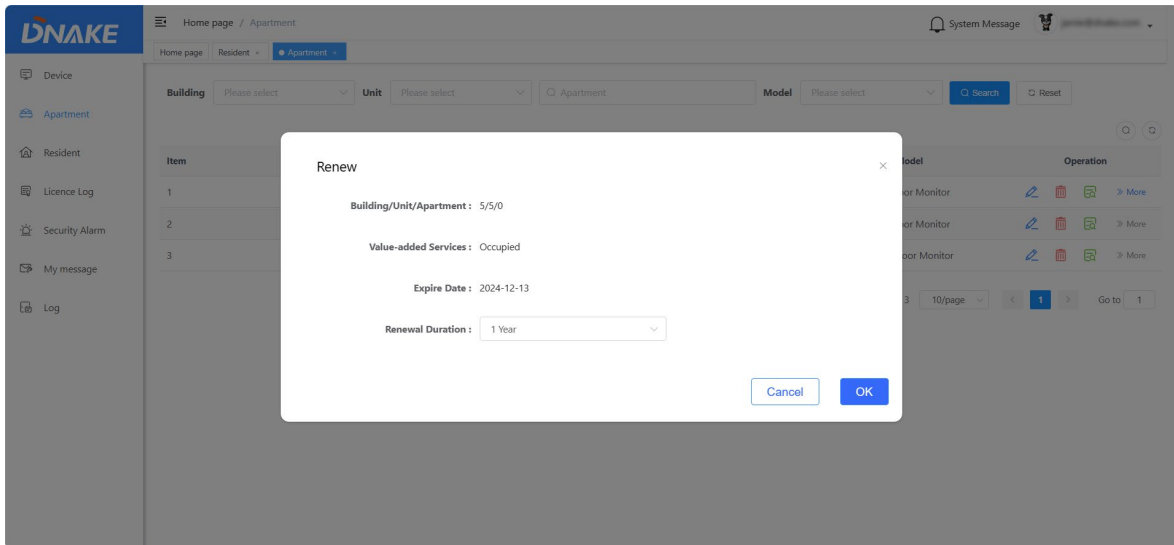 DNAKE
Home page / Apartment
System Message
Home page Resident × Apartment ×
Device
Apartment
Resident
Licence Log
Security Alarm
My message
Log
Building Please select Unit Please select Apartment Model Please select Search Reset
Item Model Operation
1 or Monitor More
2 or Monitor More
3 oor Monitor More
3 10/page < 1 > Go to 1
Renew ×
Building/Unit/Apartment : 5/5/0
Value-added Services : Occupied
Expire Date : 2024-12-13
Renewal Duration : 1 Year
Cancel OK